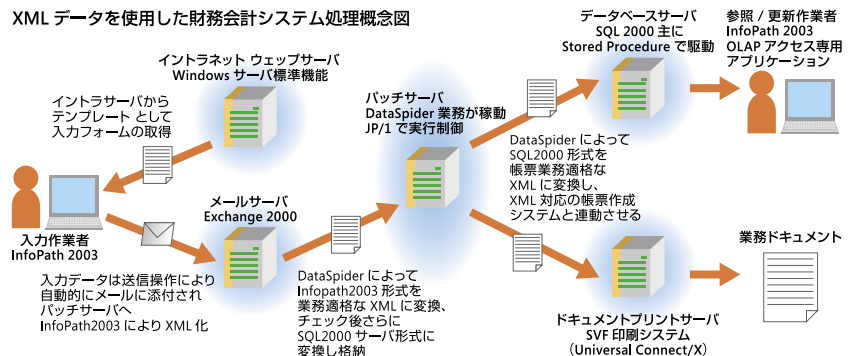 XML データを使用した財務会計システム処理概念図
イントラネット ウェッブサーバ
Windows サーバ標準機能
イントラサーバから
テンプレート として
入力フォームの取得
入力作業者
InfoPath 2003
メールサーバ
Exchange 2000
入力データは送信操作により
自動的にメールに添付され
バッチサーバへ
InfoPath2003 により XML 化
バッチサーバ
DataSpider 業務が稼動
JP/1 で実行制御
DataSpider によって
Infopath2003 形式を
業務適格な XML に変換、
チェック後さらに
SQL2000 サーバ形式に
変換し格納
データベースサーバ
SQL 2000 主に
Stored Procedure で駆動
参照 / 更新作業者
InfoPath 2003
OLAP アクセス専用
アプリケーション
DataSpider によって
SQL2000 形式を
帳票業務適格な
XML に変換し、
XML 対応の帳票作成
システムと連動させる
ドキュメントプリントサーバ
SVF 印刷システム
（Universal Connect/X）
業務ドキュメント